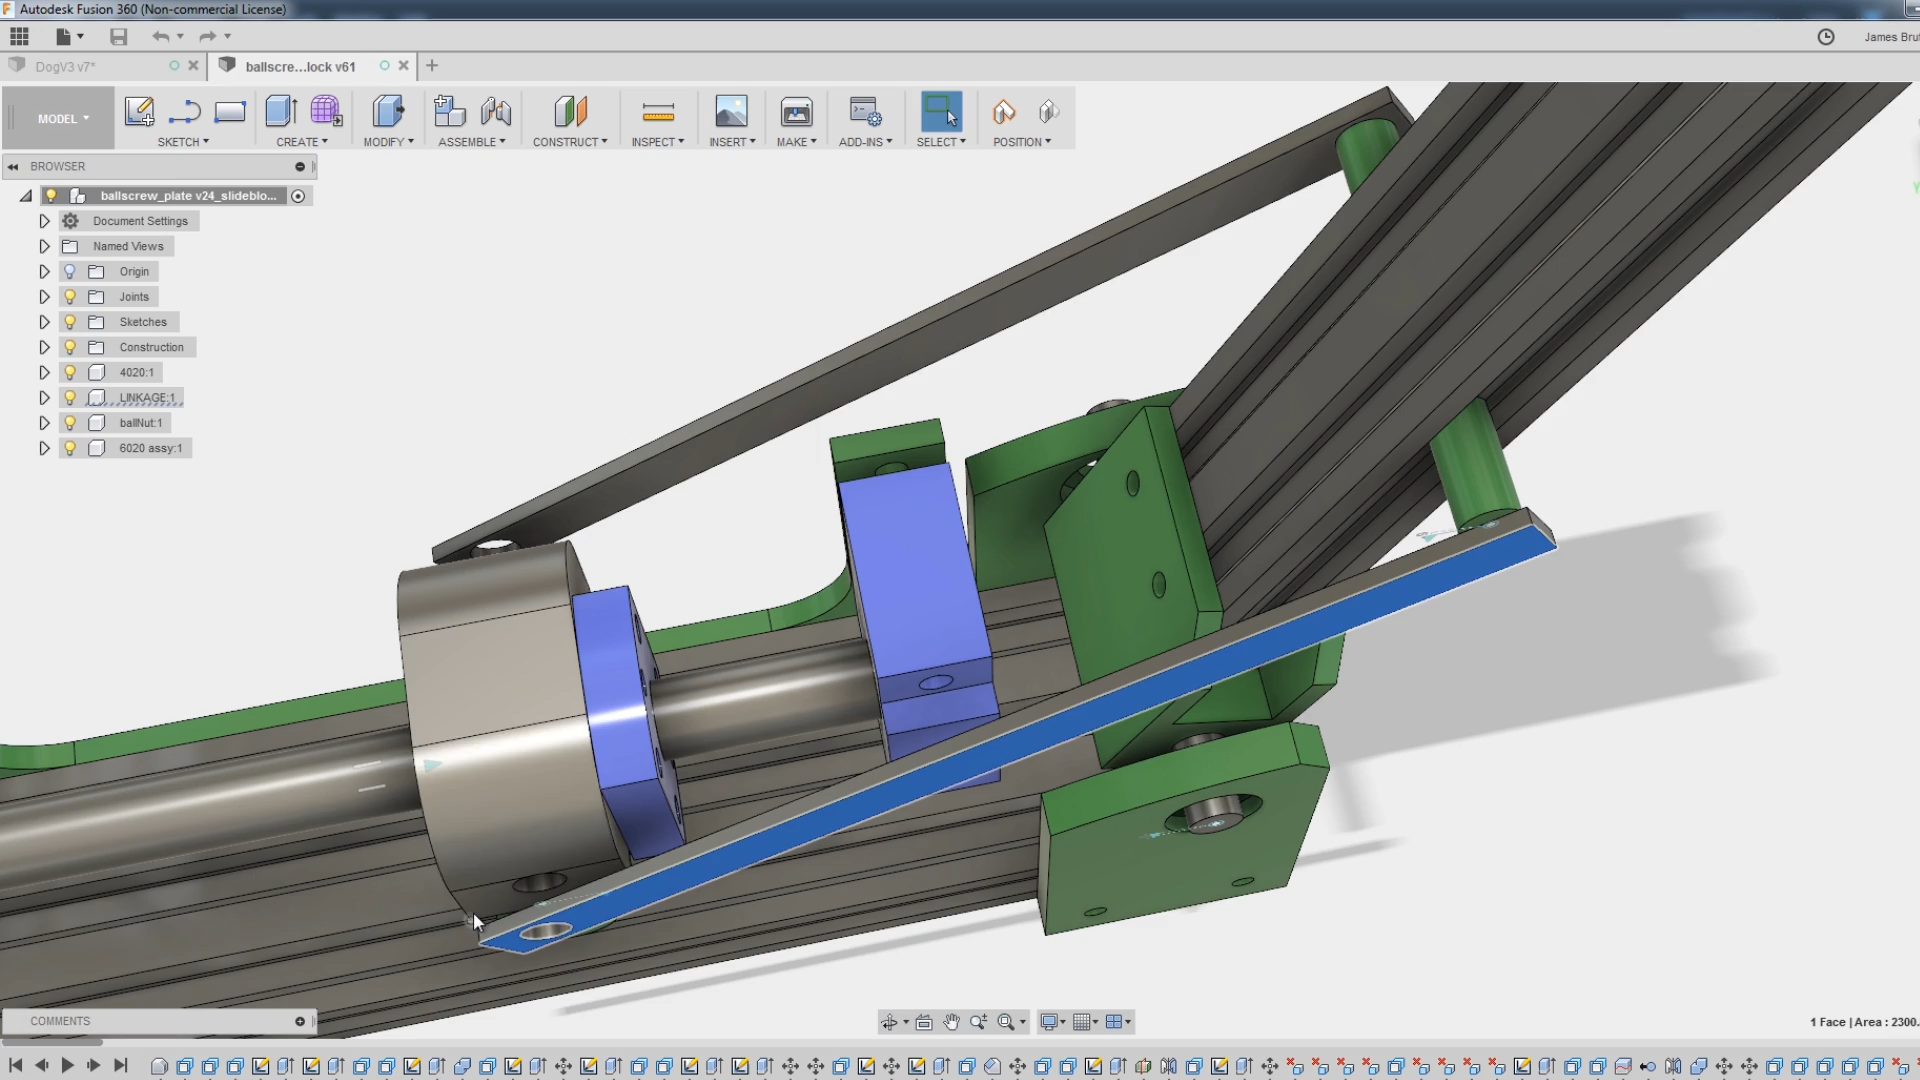 Autodesk Fusion 360 (Non-commercial License)
James Brut
DogV3 v7*
ballscre...lock v61
MODEL
SKETCH
CREATE
MODIFY
ASSEMBLE
CONSTRUCT
INSPECT
INSERT
MAKE
ADD-INS
SELECT
POSITION
BROWSER
ballscrew_plate v24_slideblo...
Document Settings
Named Views
Origin
Joints
Sketches
Construction
4020:1
LINKAGE:1
ballNut:1
6020 assy:1
COMMENTS
1 Face | Area : 2300.